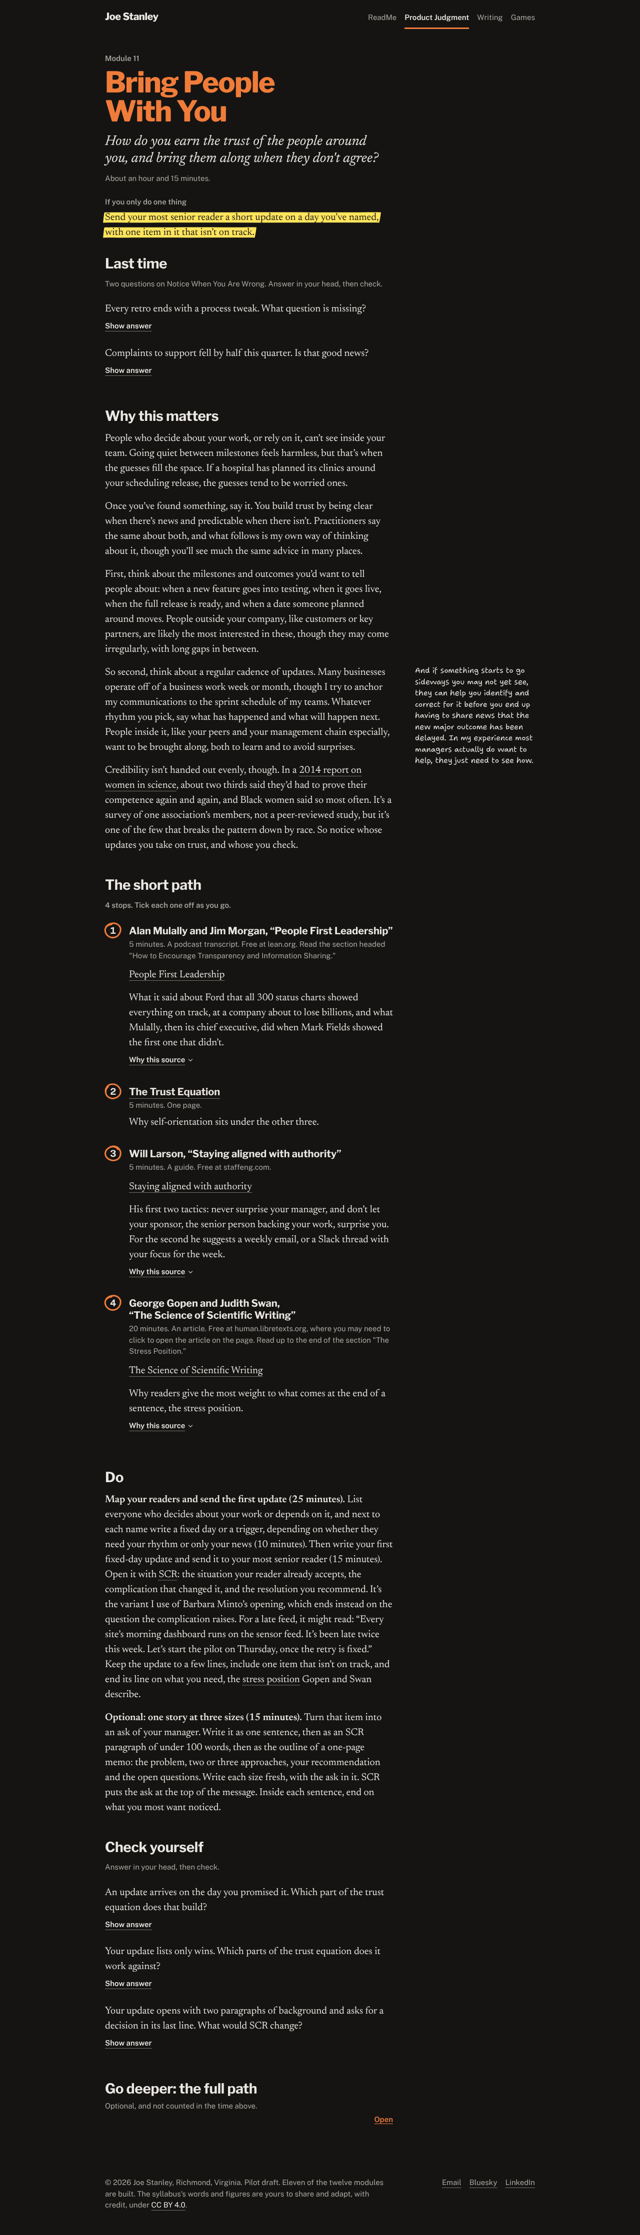 Joe Stanley
ReadMe Product Judgment Writing Games
Module 11
Bring People
With You
How do you earn the trust of the people around
you, and bring them along when they don't agree?
About an hour and 15 minutes.
If you only do one thing
Send your most senior reader a short update on a day you've named,
with one item in it that isn't on track.
Last time
Two questions on Notice When You Are Wrong. Answer in your head, then check.
Every retro ends with a process tweak. What question is missing?
Show answer
Complaints to support fell by half this quarter. Is that good news?
Show answer
Why this matters
People who decide about your work, or rely on it, can't see inside your
team. Going quiet between milestones feels harmless, but that's when
the guesses fill the space. If a hospital has planned its clinics around
your scheduling release, the guesses tend to be worried ones.
Once you've found something, say it. You build trust by being clear
when there's news and predictable when there isn't. Practitioners say
the same about both, and what follows is my own way of thinking
about it, though you'll see much the same advice in many places.
First, think about the milestones and outcomes you'd want to tell
people about: when a new feature goes into testing, when it goes live,
when the full release is ready, and when a date someone planned
around moves. People outside your company, like customers or key
partners, are likely the most interested in these, though they may come
irregularly, with long gaps in between.
So second, think about a regular cadence of updates. Many businesses
operate off of a business work week or month, though I try to anchor
my communications to the sprint schedule of my teams. Whatever
rhythm you pick, say what has happened and what will happen next.
People inside it, like your peers and your management chain especially,
want to be brought along, both to learn and to avoid surprises.
And if something starts to go
sideways you may not yet see,
they can help you identify and
correct for it before you end up
having to share news that the
new major outcome has been
delayed. In my experience most
managers actually do want to
help, they just need to see how.
Credibility isn't handed out evenly, though. In a 2014 report on
women in science, about two thirds said they'd had to prove their
competence again and again, and Black women said so most often. It's a
survey of one association's members, not a peer-reviewed study, but it's
one of the few that breaks the pattern down by race. So notice whose
updates you take on trust, and whose you check.
The short path
4 stops. Tick each one off as you go.
1 Alan Mulally and Jim Morgan, “People First Leadership”
5 minutes. A podcast transcript. Free at lean.org. Read the section headed
"How to Encourage Transparency and Information Sharing."
People First Leadership
What it said about Ford that all 300 status charts showed
everything on track, at a company about to lose billions, and what
Mulally, then its chief executive, did when Mark Fields showed
the first one that didn't.
Why this source
2 The Trust Equation
5 minutes. One page.
Why self-orientation sits under the other three.
3 Will Larson, “Staying aligned with authority”
5 minutes. A guide. Free at staffeng.com.
Staying aligned with authority
His first two tactics: never surprise your manager, and don't let
your sponsor, the senior person backing your work, surprise you.
For the second he suggests a weekly email, or a Slack thread with
your focus for the week.
Why this source
4 George Gopen and Judith Swan,
“The Science of Scientific Writing”
20 minutes. An article. Free at human.libretexts.org, where you may need to
click to open the article on the page. Read up to the end of the section "The
Stress Position."
The Science of Scientific Writing
Why readers give the most weight to what comes at the end of a
sentence, the stress position.
Why this source
Do
Map your readers and send the first update (25 minutes). List
everyone who decides about your work or depends on it, and next to
each name write a fixed day or a trigger, depending on whether they
need your rhythm or only your news (10 minutes). Then write your first
fixed-day update and send it to your most senior reader (15 minutes).
Open it with SCR: the situation your reader already accepts, the
complication that changed it, and the resolution you recommend. It's
the variant I use of Barbara Minto's opening, which ends instead on the
question the complication raises. For a late feed, it might read: “Every
site's morning dashboard runs on the sensor feed. It's been late twice
this week. Let's start the pilot on Thursday, once the retry is fixed.”
Keep the update to a few lines, include one item that isn't on track, and
end its line on what you need, the stress position Gopen and Swan
describe.
Optional: one story at three sizes (15 minutes). Turn that item into
an ask of your manager. Write it as one sentence, then as an SCR
paragraph of under 100 words, then as the outline of a one-page
memo: the problem, two or three approaches, your recommendation
and the open questions. Write each size fresh, with the ask in it. SCR
puts the ask at the top of the message. Inside each sentence, end on
what you most want noticed.
Check yourself
Answer in your head, then check.
An update arrives on the day you promised it. Which part of the trust
equation does that build?
Show answer
Your update lists only wins. Which parts of the trust equation does it
work against?
Show answer
Your update opens with two paragraphs of background and asks for a
decision in its last line. What would SCR change?
Show answer
Go deeper: the full path
Optional, and not counted in the time above.
Open
© 2026 Joe Stanley, Richmond, Virginia. Pilot draft. Eleven of the twelve modules
are built. The syllabus's words and figures are yours to share and adapt, with
credit, under CC BY 4.0.
Email Bluesky LinkedIn